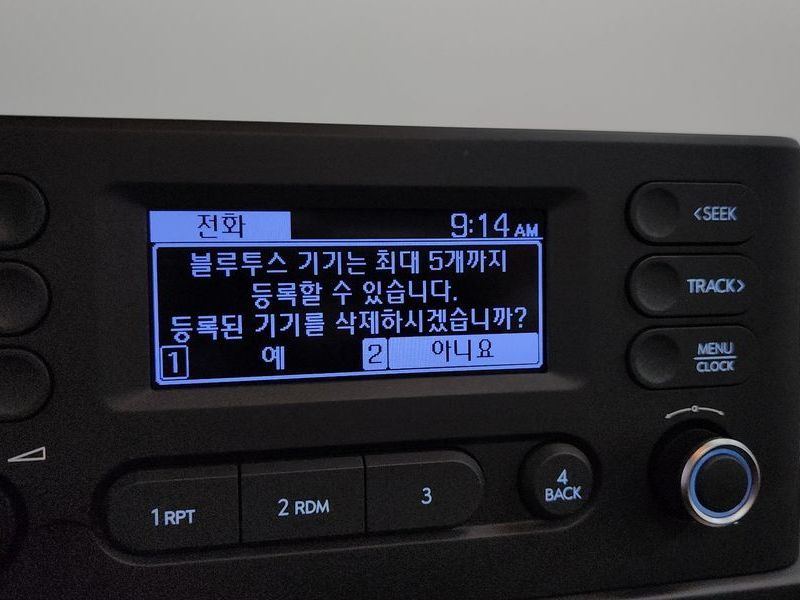 전화 9:14 AM
블루투스 기기는 최대 5개까지
등록할 수 있습니다.
등록된 기기를 삭제하시겠습니까?
1 예 2 아니요
<SEEK
TRACK>
MENU
CLOCK
1 RPT 2 RDM 3 4 BACK